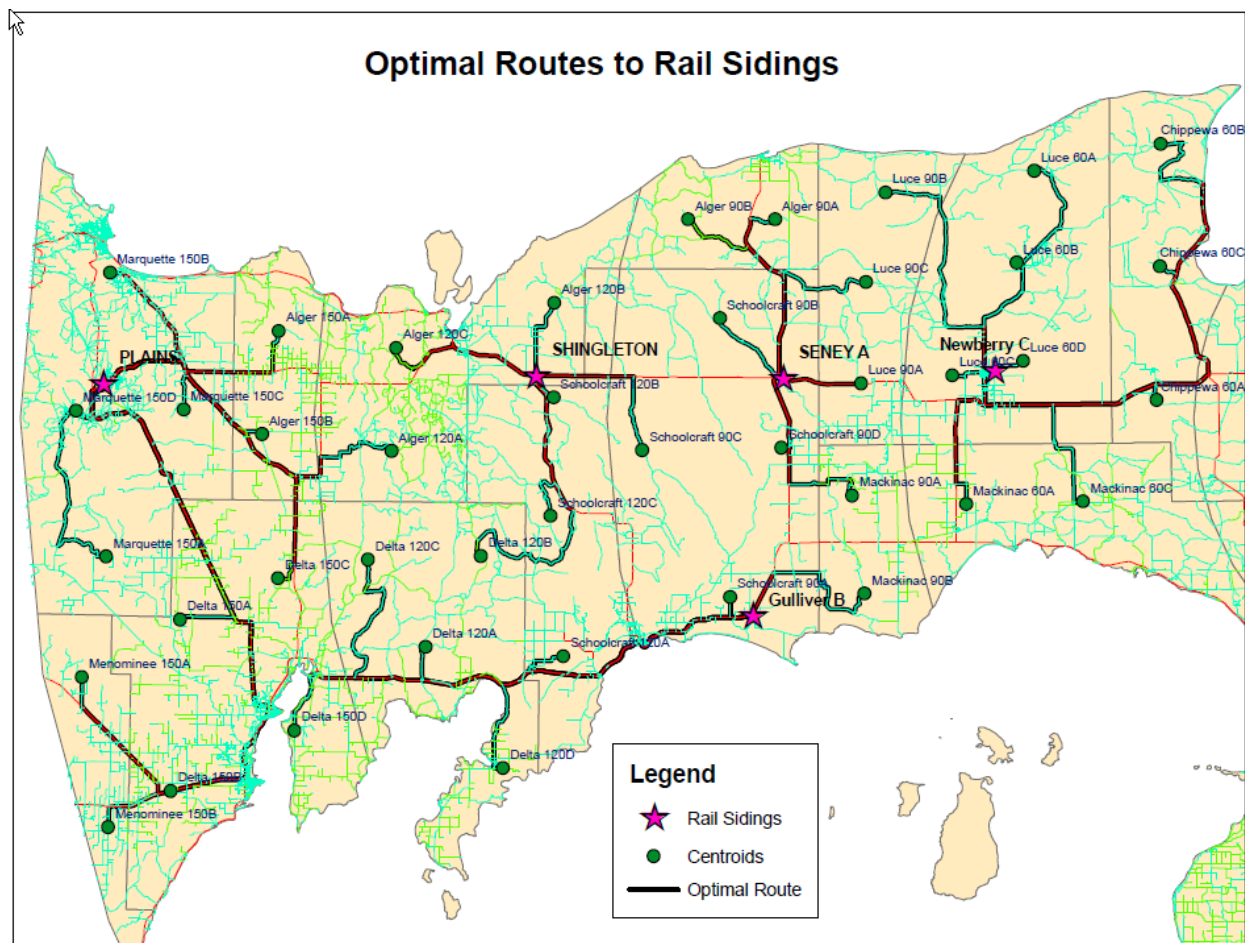 Optimal Routes to Rail Sidings
Chippewa 60B
Luce 60A
Luce 90B
Alger 90B
Alger 90A
Marquette 150B
Luce 60B
Chippewa 60C
Luce 90C
Alger 120B
Schoolcraft 90B
Alger 150A
Alger 120C
PLAINS
SHINGLETON
SENEY A
Newberry C
Luce 60D
Luce 90A
Schoolcraft 120B
Chippewa 60A
Marquette 150D
Marquette 150C
Alger 150B
Alger 120A
Schoolcraft 90C
Schoolcraft 90D
Mackinac 90A
Mackinac 60A
Mackinac 60C
Schoolcraft 120C
Marquette 150A
Delta 120C
Delta 120B
Delta 150C
Schoolcraft 90A
Mackinac 90B
Gulliver B
Delta 150A
Delta 120A
Schoolcraft 120A
Menominee 150A
Delta 150D
Delta 120D
Delta 150B
Menominee 150B
Legend
Rail Sidings
Centroids
Optimal Route